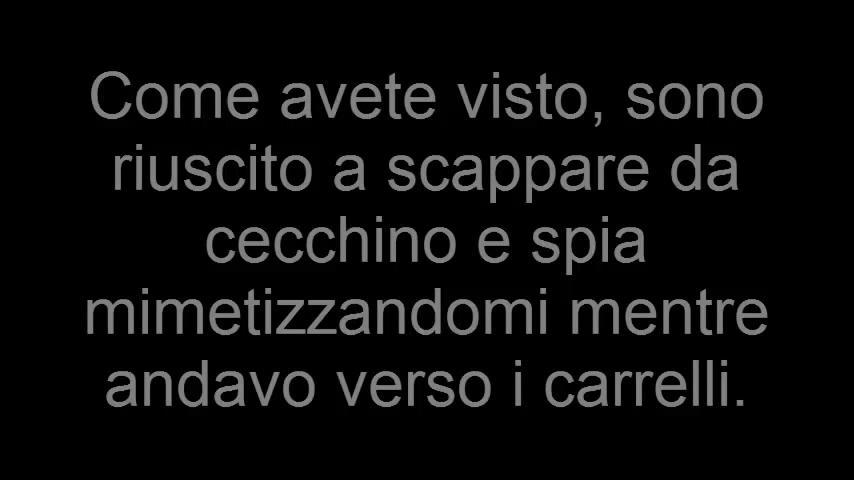 Come avete visto, sono
riuscito a scappare da
cecchino e spia
mimetizzandomi mentre
andavo verso i carrelli.